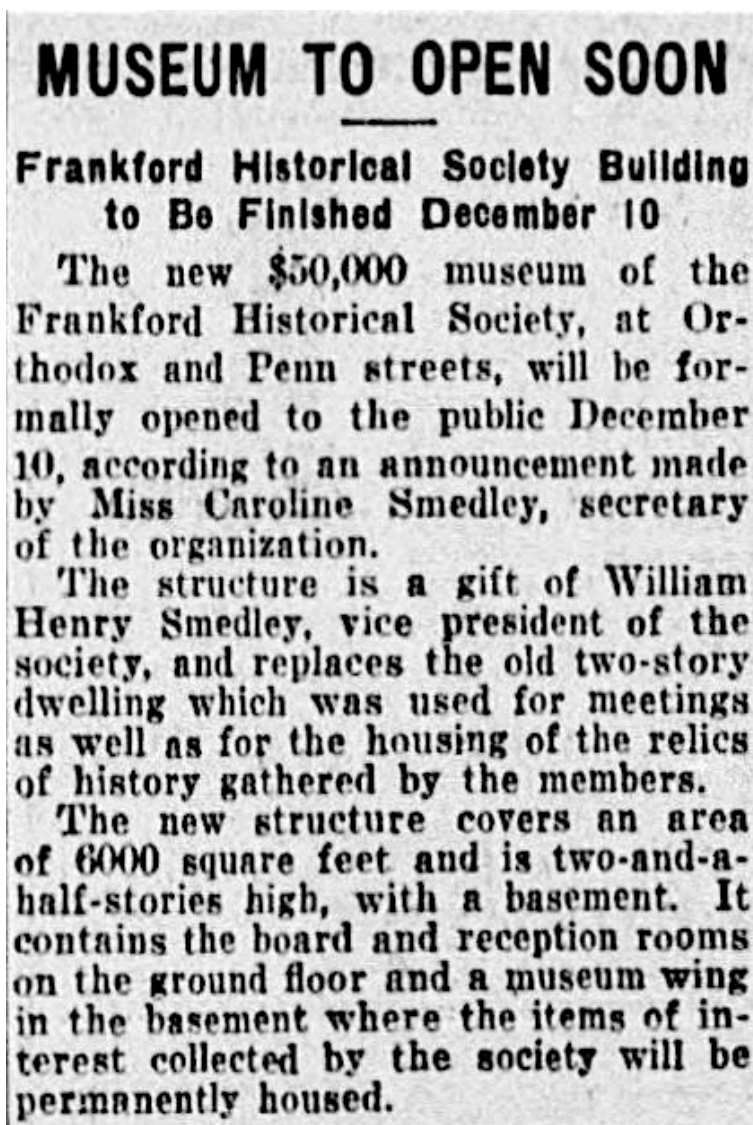 MUSEUM TO OPEN SOON
Frankford Historical Society Building
to Be Finished December 10
The new $50,000 museum of the
Frankford Historical Society, at Or-
thodox and Penn streets, will be for-
mally opened to the public December
10, according to an announcement made
by Miss Caroline Smedley, secretary
of the organization.
The structure is a gift of William
Henry Smedley, vice president of the
society, and replaces the old two-story
dwelling which was used for meetings
as well as for the housing of the relics
of history gathered by the members.
The new structure covers an area
of 6000 square feet and is two-and-a-
half-stories high, with a basement. It
contains the board and reception rooms
on the ground floor and a museum wing
in the basement where the items of in-
terest collected by the society will be
permanently housed.